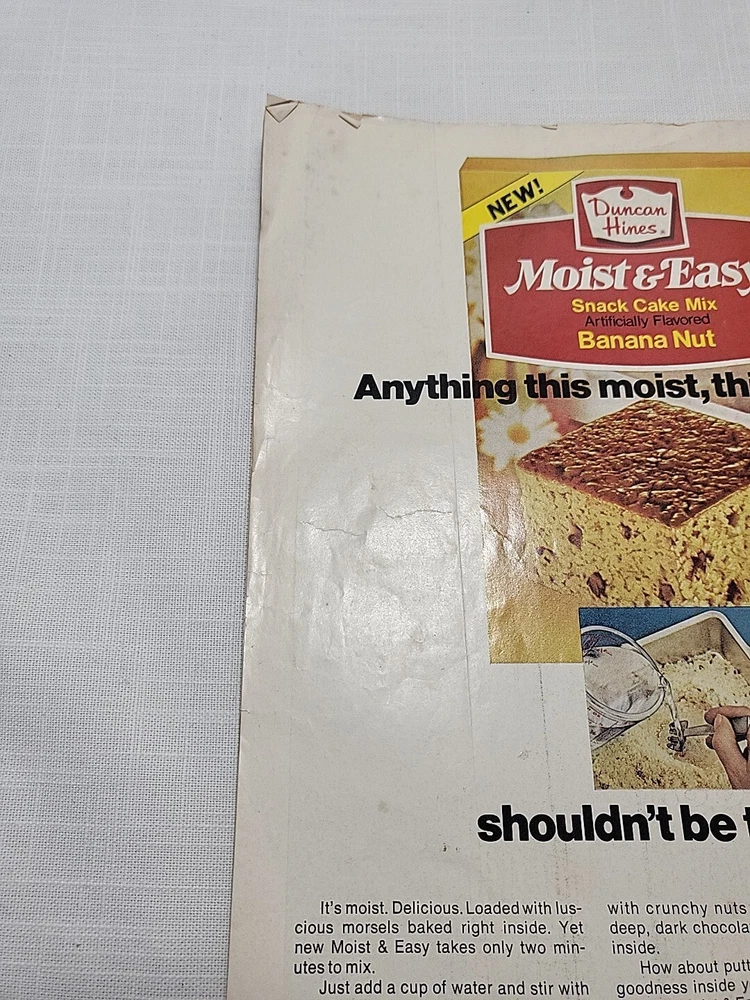 NEW!
Duncan
Hines®
Moist & Easy
Snack Cake Mix
Artificially Flavored
Banana Nut
Anything this moist,
shouldn't be
It's moist. Delicious. Loaded with lus-
cious morsels baked right inside. Yet
new Moist & Easy takes only two min-
utes to mix.
Just add a cup of water and stir with
with crunchy nuts
deep, dark
inside.
How about
goodness inside